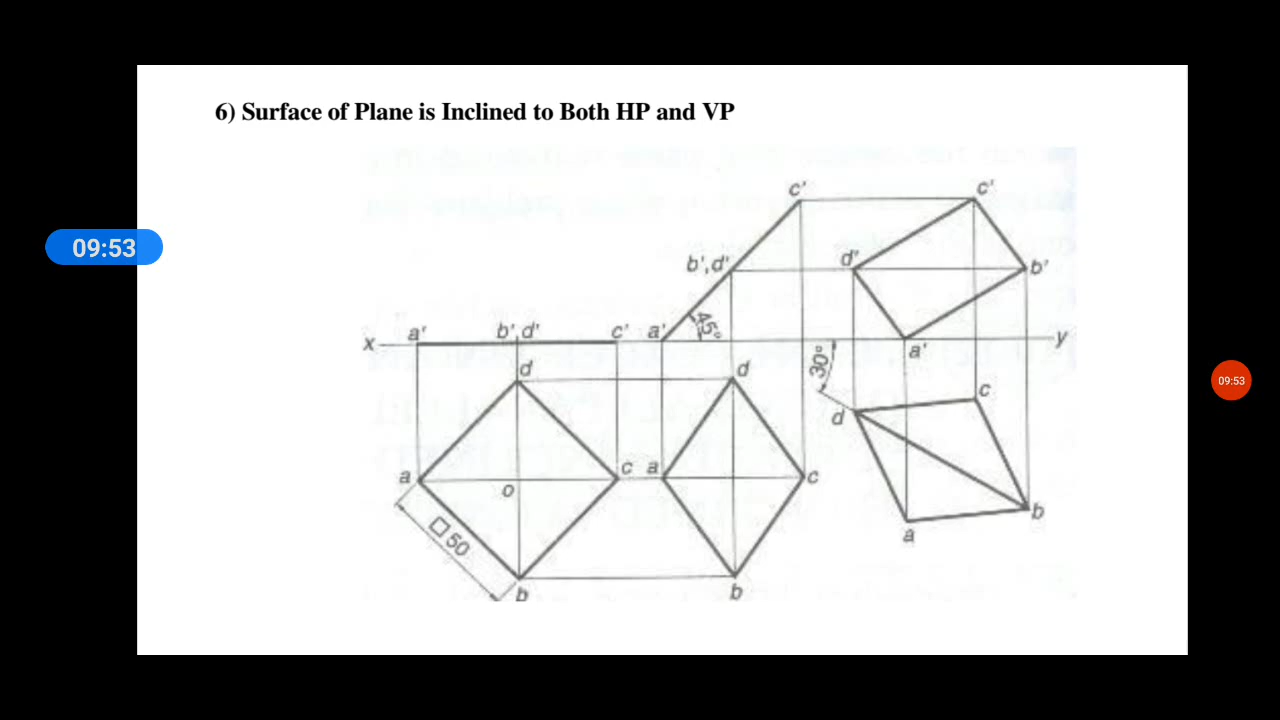 6) Surface of Plane is Inclined to Both HP and VP
09:53
09:53
c' c'
b',d' d' b'
45°
x a' b',d' c' a' a' y
30°
d d d c
a o c a c b
□ 50 a
b b